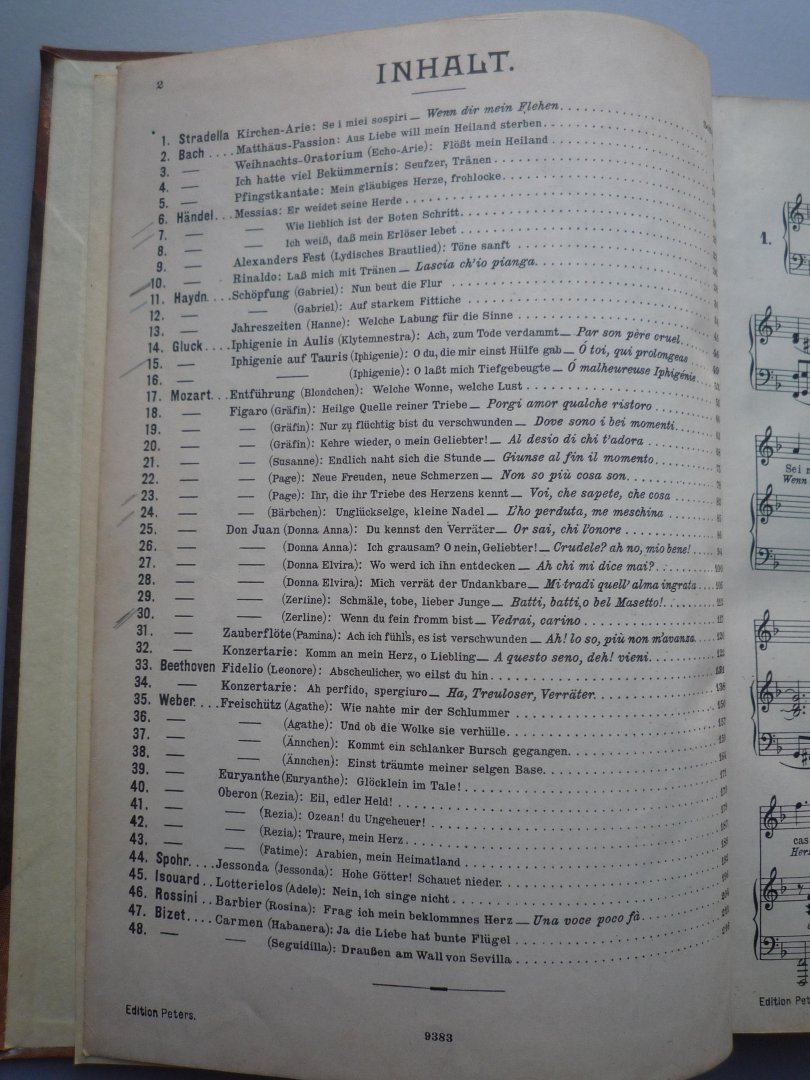 2
INHALT.
1. Stradella Kirchen-Arie: Se i miei sospiri — Wenn dir mein Flehen
2. Bach .... Matthäus-Passion: Aus Liebe will mein Heiland sterben
3. — Weihnachts-Oratorium (Echo-Arie): Flößt mein Heiland
4. — Ich hatte viel Bekümmernis: Seufzer, Tränen
5. — Pfingstkantate: Mein gläubiges Herze, frohlocke
6. Händel... Messias: Er weidet seine Herde
7. — — Wie lieblich ist der Boten Schritt
8. — — Ich weiß, daß mein Erlöser lebet
9. — Alexanders Fest (Lydisches Brautlied): Töne sanft
10. — Rinaldo: Laß mich mit Tränen — Lascia ch'io pianga
11. Haydn... Schöpfung (Gabriel): Nun beut die Flur
12. — — (Gabriel): Auf starkem Fittiche
13. — Jahreszeiten (Hanne): Welche Labung für die Sinne
14. Gluck.... Iphigenie in Aulis (Klytemnestra): Ach, zum Tode verdammt — Par son père cruel
15. — Iphigenie auf Tauris (Iphigenie): O du, die mir einst Hülfe gab — Ô toi, qui prolongeas
16. — — (Iphigenie): O laßt mich Tiefgebeugte — Ô malheureuse Iphigénie
17. Mozart... Entführung (Blondchen): Welche Wonne, welche Lust
18. — Figaro (Gräfin): Heilge Quelle reiner Triebe — Porgi amor qualche ristoro
19. — — (Gräfin): Nur zu flüchtig bist du verschwunden — Dove sono i bei momenti
20. — — (Gräfin): Kehre wieder, o mein Geliebter! — Al desio di chi t'adora
21. — — (Susanne): Endlich naht sich die Stunde — Giunse al fin il momento
22. — — (Page): Neue Freuden, neue Schmerzen — Non so più cosa son
23. — — (Page): Ihr, die ihr Triebe des Herzens kennt — Voi, che sapete, che cosa
24. — — (Bärbchen): Unglückselge, kleine Nadel — L'ho perduta, me meschina
25. — Don Juan (Donna Anna): Du kennst den Verräter — Or sai, chi l'onore
26. — — (Donna Anna): Ich grausam? O nein, Geliebter! — Crudele? ah no, mio bene!
27. — — (Donna Elvira): Wo werd ich ihn entdecken — Ah chi mi dice mai?
28. — — (Donna Elvira): Mich verrät der Undankbare — Mi tradi quell' alma ingrata
29. — — (Zerline): Schmäle, tobe, lieber Junge — Batti, batti, o bel Masetto!
30. — — (Zerline): Wenn du fein fromm bist — Vedrai, carino
31. — Zauberflöte (Pamina): Ach ich fühl's, es ist verschwunden — Ah! lo so, più non m'avanza
32. — Konzertarie: Komm an mein Herz, o Liebling — A questo seno, deh! vieni
33. Beethoven Fidelio (Leonore): Abscheulicher, wo eilst du hin
34. — Konzertarie: Ah perfido, spergiuro — Ha, Treuloser, Verräter
35. Weber.... Freischütz (Agathe): Wie nahte mir der Schlummer
36. — — (Agathe): Und ob die Wolke sie verhülle
37. — — (Ännchen): Kommt ein schlanker Bursch gegangen
38. — — (Ännchen): Einst träumte meiner selgen Base
39. — Euryanthe (Euryanthe): Glöcklein im Tale!
40. — Oberon (Rezia): Eil, edler Held!
41. — — (Rezia): Ozean! du Ungeheuer!
42. — — (Rezia): Traure, mein Herz
43. — — (Fatime): Arabien, mein Heimatland
44. Spohr.... Jessonda (Jessonda): Hohe Götter! Schauet nieder
45. Isouard .. Lotterielos (Adele): Nein, ich singe nicht
46. Rossini .. Barbier (Rosina): Frag ich mein beklommnes Herz — Una voce poco fà
47. Bizet.... Carmen (Habanera): Ja die Liebe hat bunte Flügel
48. — — (Seguidilla): Draußen am Wall von Sevilla
Edition Peters.
9383
1.
Sei m
Wenn
cas
Edition Pet